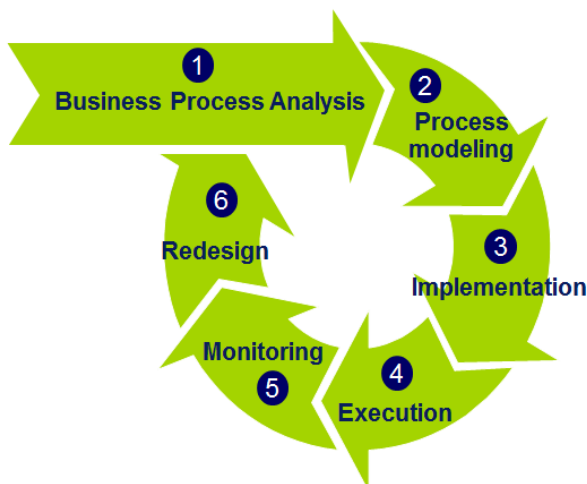 1
Business Process Analysis
2
Process
modeling
3
Implementation
4
Execution
Monitoring
5
6
Redesign